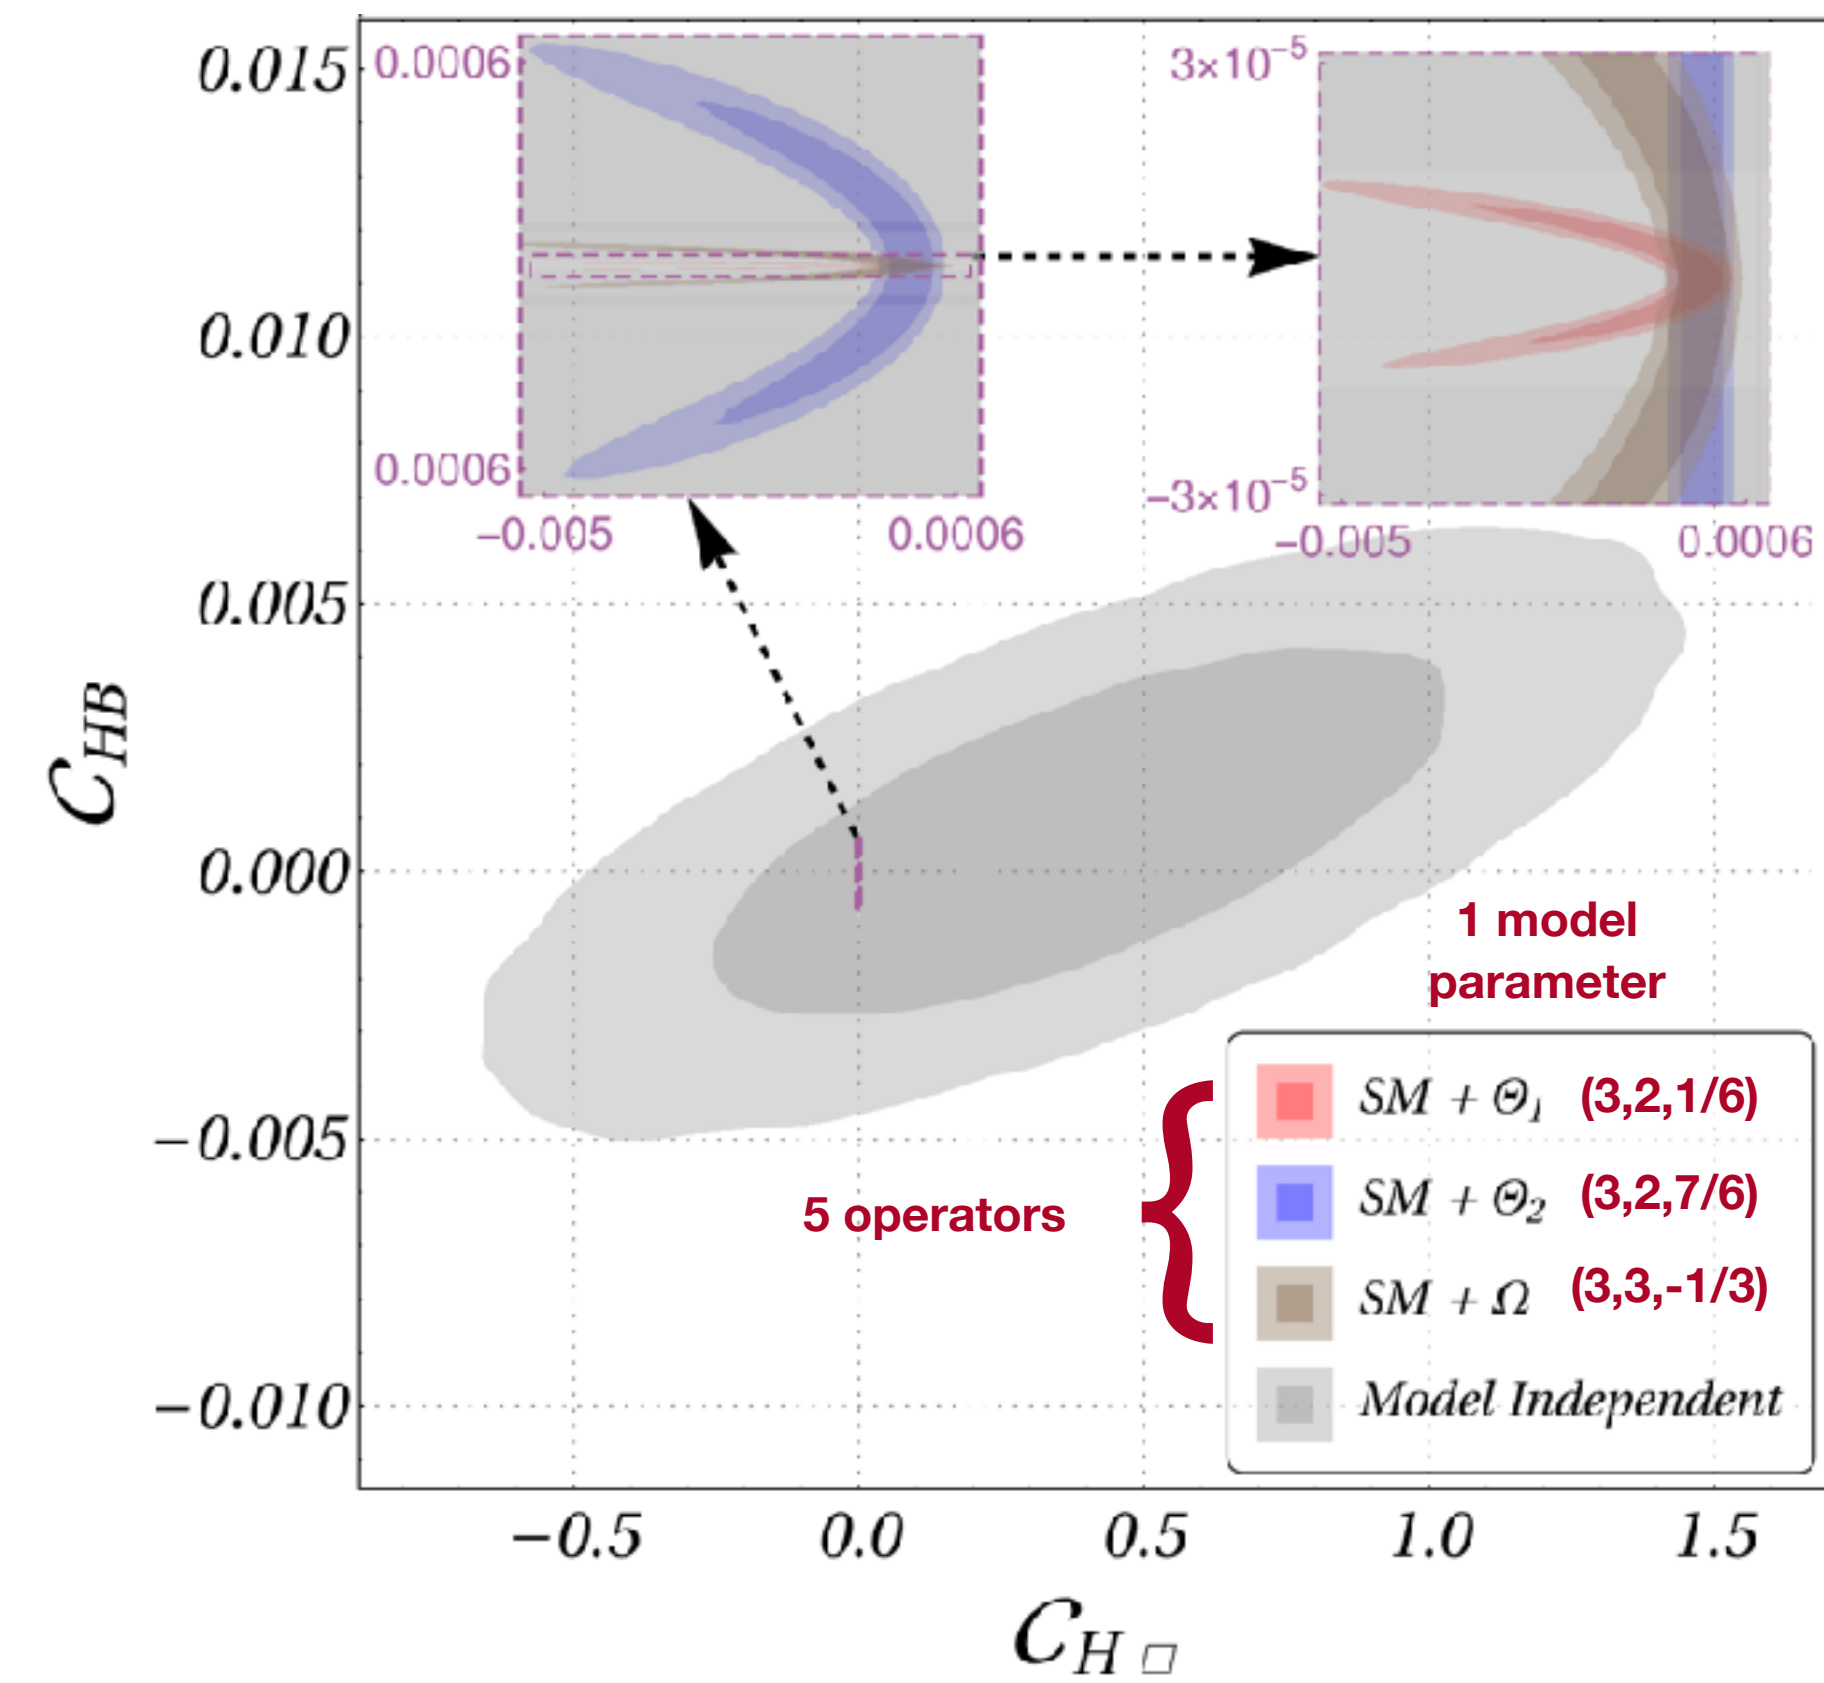 0.015
0.0006
3×10⁻⁵
0.010
0.0006
−3×10⁻⁵
−0.005
0.0006
−0.005
0.0006
0.005
C_HB
0.000
1 model
parameter
−0.005
5 operators
{
SM + Θ₁ (3,2,1/6)
SM + Θ₂ (3,2,7/6)
SM + Ω (3,3,-1/3)
Model Independent
−0.010
−0.5
0.0
0.5
1.0
1.5
C_H□